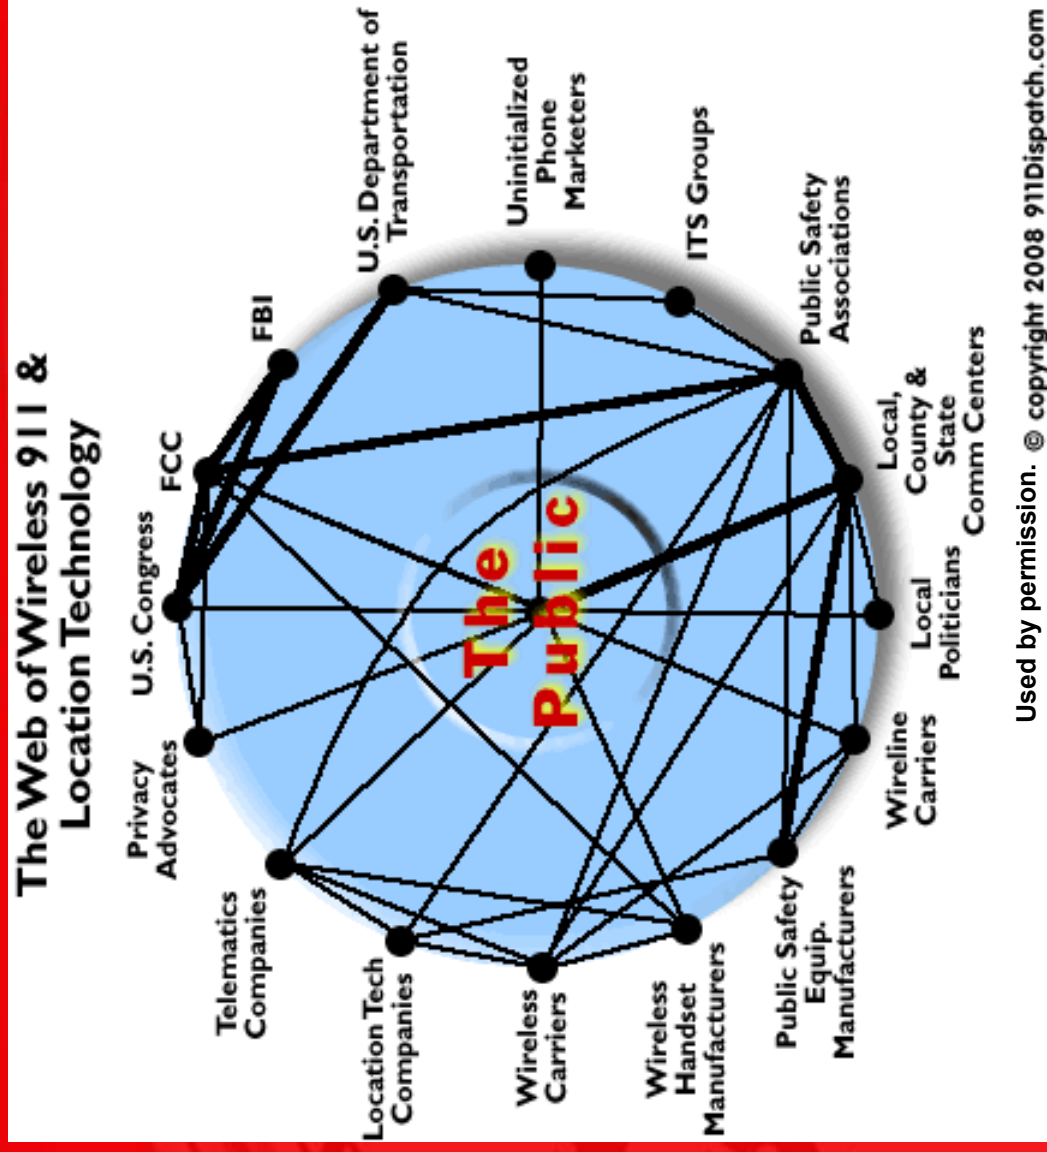 The Web of Wireless 911 &
Location Technology
U.S. Congress
FCC
FBI
U.S. Department of
Transportation
Uninitialized
Phone
Marketers
ITS Groups
Public Safety
Associations
Local,
County &
State
Comm Centers
Local
Politicians
Wireline
Carriers
Public Safety
Equip.
Manufacturers
Wireless
Handset
Manufacturers
Wireless
Carriers
Location Tech
Companies
Telematics
Companies
Privacy
Advocates
The
Public
Used by permission. © copyright 2008 911Dispatch.com